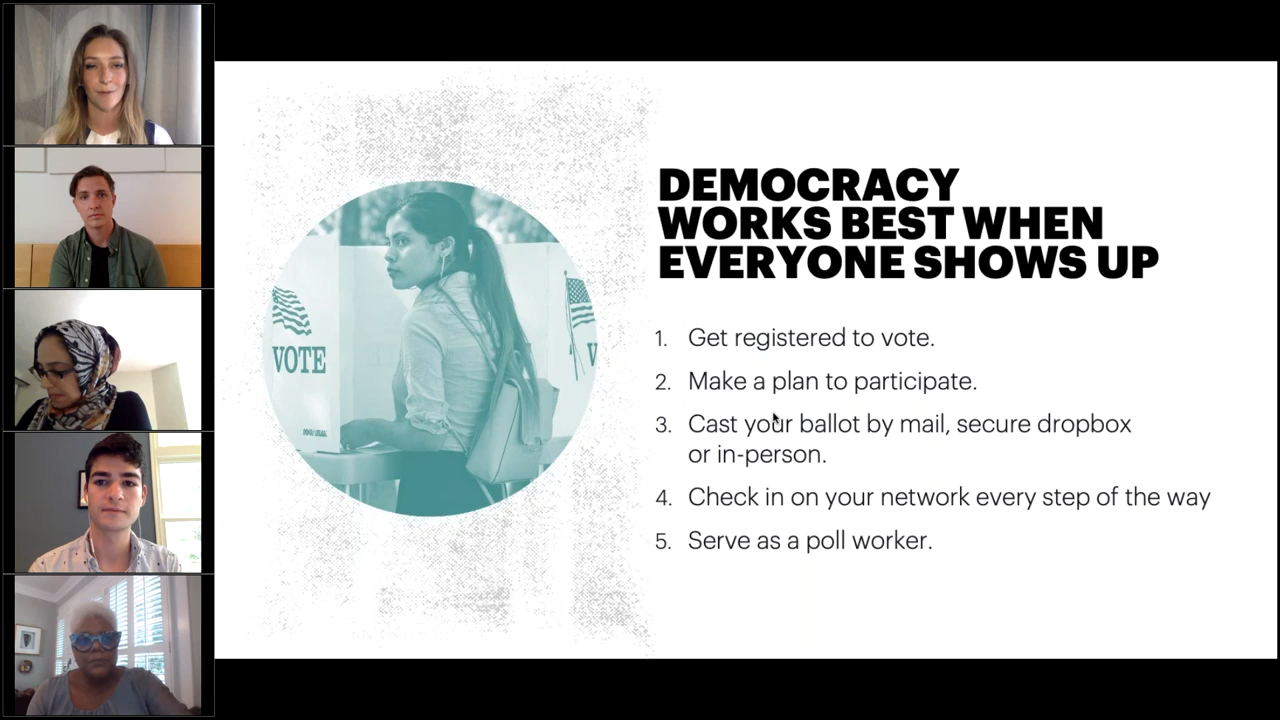 DEMOCRACY
WORKS BEST WHEN
EVERYONE SHOWS UP
VOTE
1. Get registered to vote.
2. Make a plan to participate.
3. Cast your ballot by mail, secure dropbox
or in-person.
4. Check in on your network every step of the way
5. Serve as a poll worker.